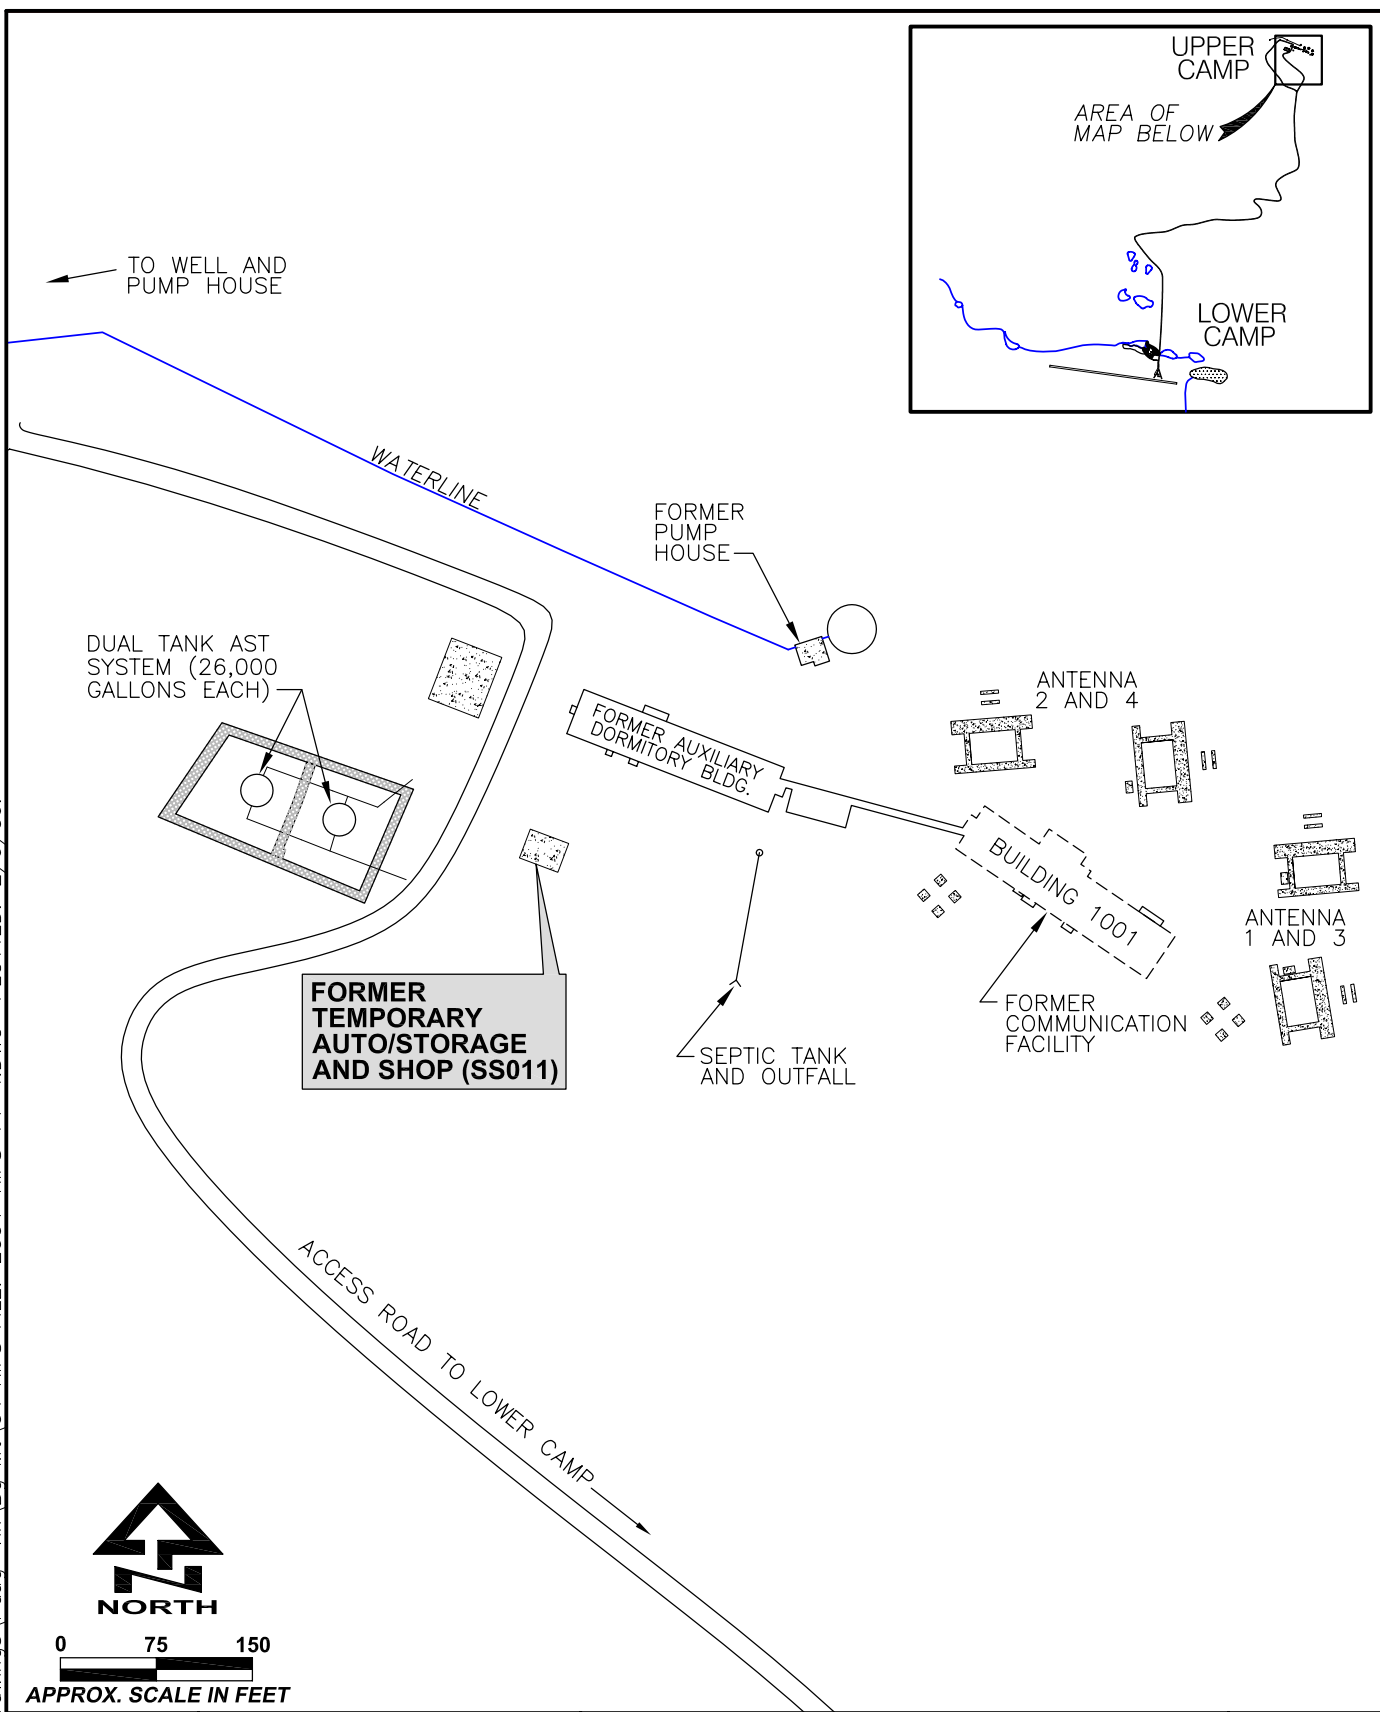 UPPER
CAMP
AREA OF
MAP BELOW
LOWER
CAMP
TO WELL AND
PUMP HOUSE
WATERLINE
FORMER
PUMP
HOUSE
DUAL TANK AST
SYSTEM (26,000
GALLONS EACH)
ANTENNA
2 AND 4
FORMER AUXILIARY
DORMITORY BLDG.
BUILDING 1001
ANTENNA
1 AND 3
FORMER
TEMPORARY
AUTO/STORAGE
AND SHOP (SS011)
FORMER
COMMUNICATION
FACILITY
SEPTIC TANK
AND OUTFALL
ACCESS ROAD TO LOWER CAMP
NORTH
0 75 150
APPROX. SCALE IN FEET